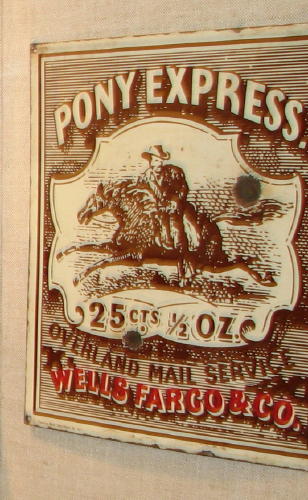 PONY EXPRESS.
25 CTS ½ OZ.
OVERLAND MAIL SERVICE
WELLS FARGO & CO.